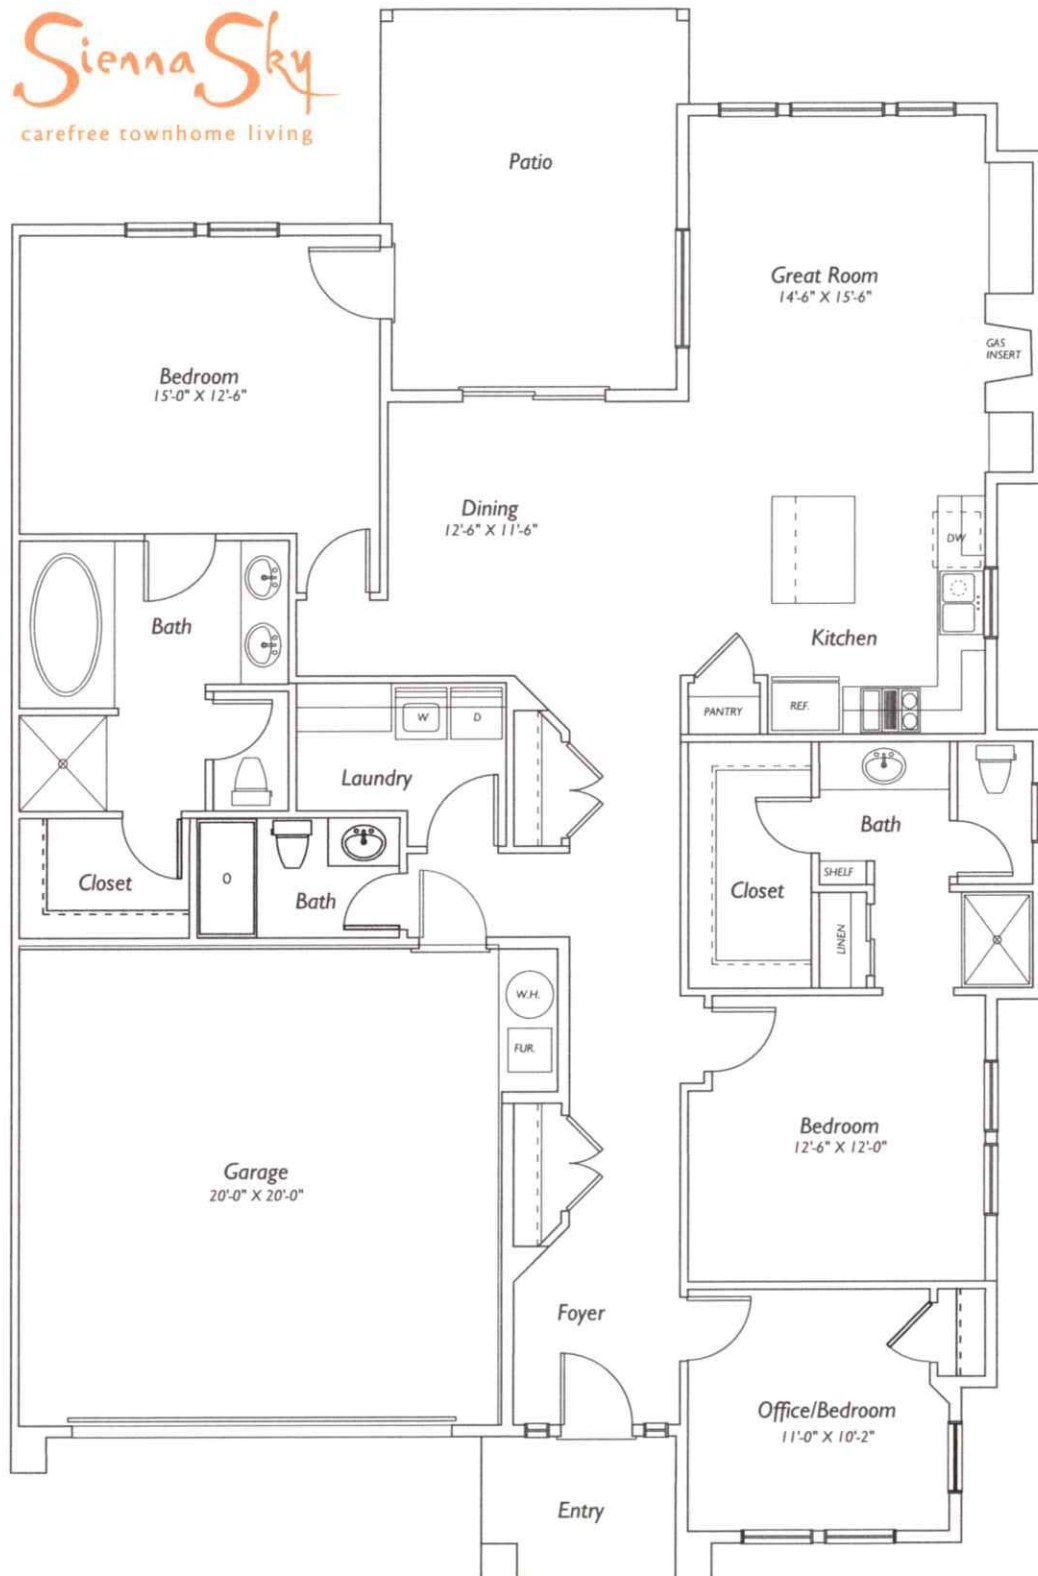 Sienna Sky
carefree townhome living
Patio
Great Room
14'-6" X 15'-6"
GAS
INSERT
Bedroom
15'-0" X 12'-6"
Dining
12'-6" X 11'-6"
DW
Bath
Kitchen
PANTRY
REF.
W
D
Laundry
Bath
Closet
Bath
SHELF
Closet
LINEN
W.H.
FUR.
Bedroom
12'-6" X 12'-0"
Garage
20'-0" X 20'-0"
Foyer
Office/Bedroom
11'-0" X 10'-2"
Entry